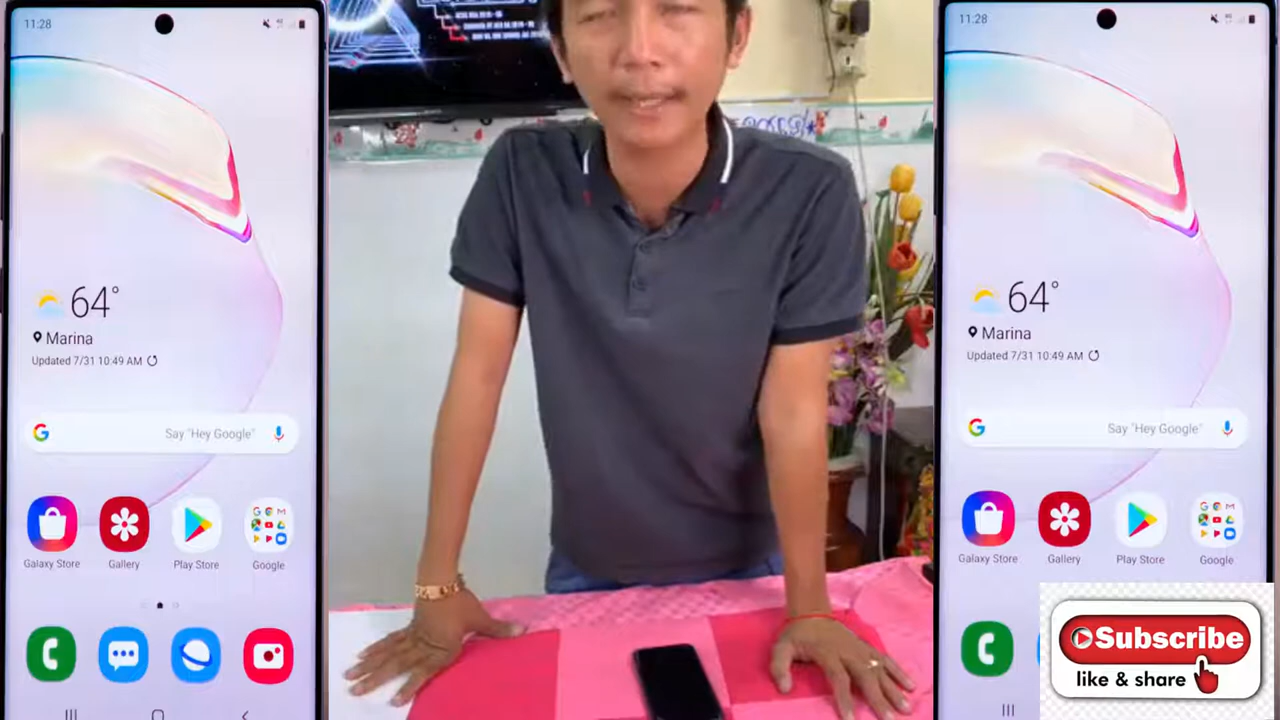 11:28
64°
Marina
Updated 7/31 10:49 AM
Say "Hey Google"
Galaxy Store
Gallery
Play Store
Google
11:28
64°
Marina
Updated 7/31 10:49 AM
Say "Hey Google"
Galaxy Store
Gallery
Play Store
Google
Subscribe
like & share